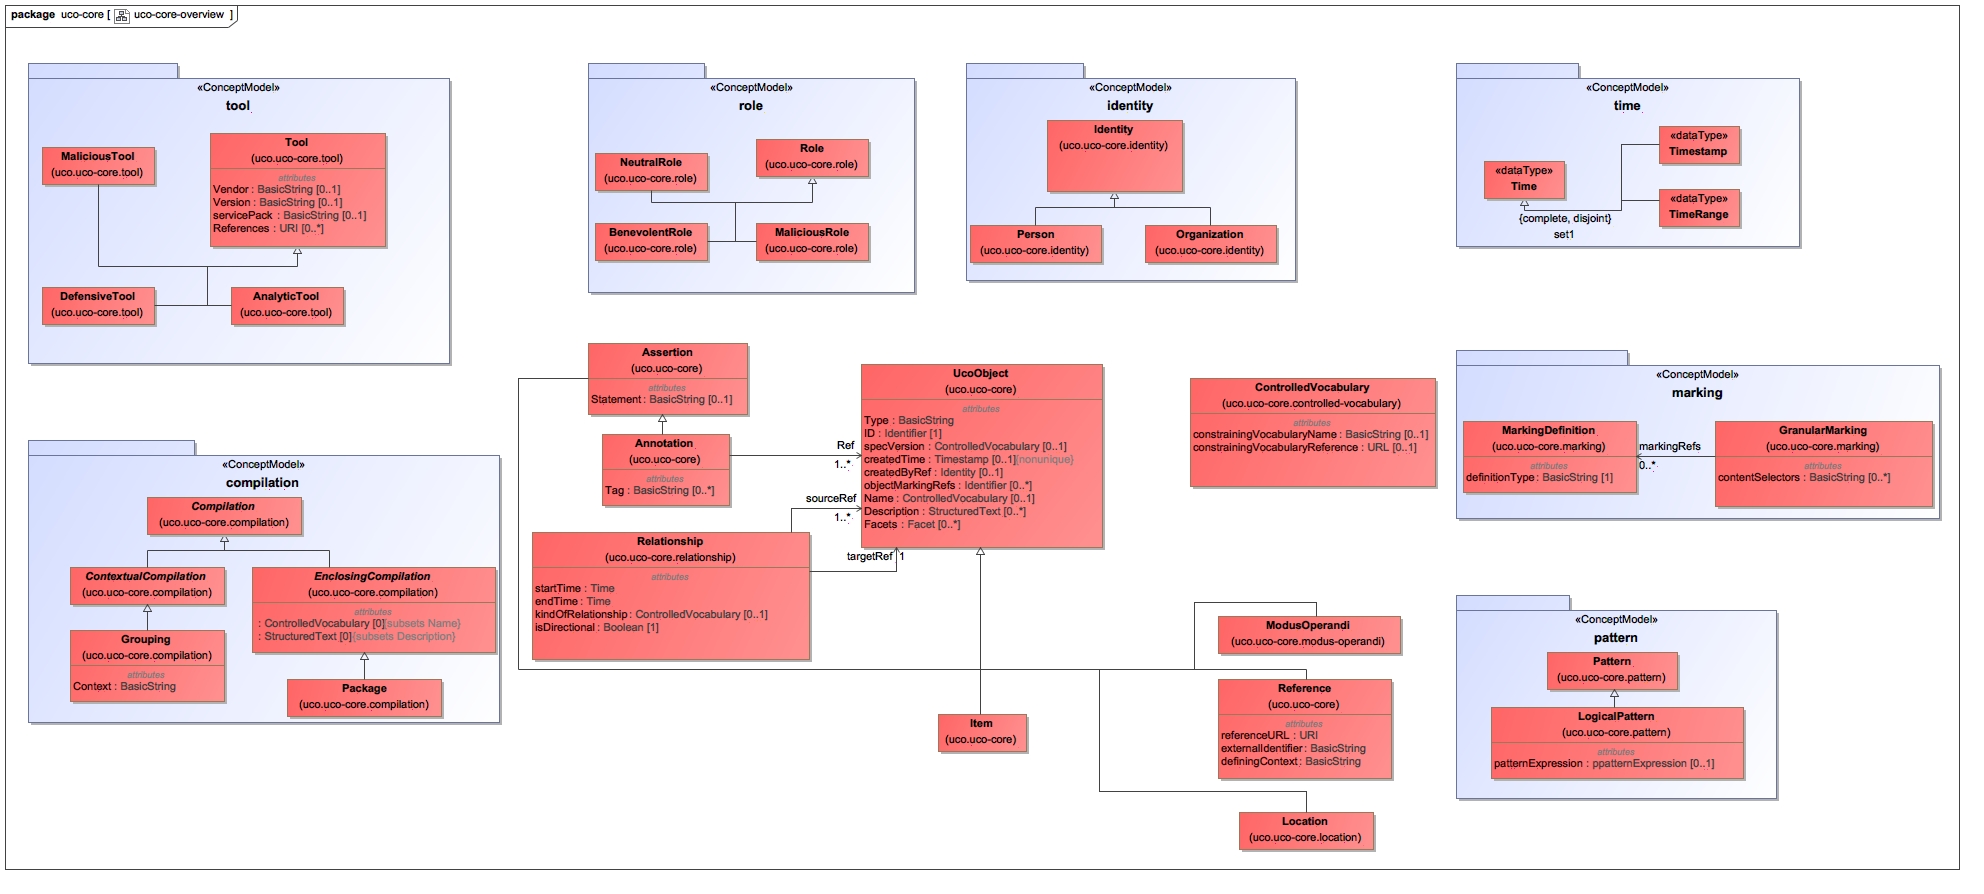 package uco-core [ uco-core-overview ]
«ConceptModel»
tool
MaliciousTool
(uco.uco-core.tool)
Tool
(uco.uco-core.tool)
attributes
Vendor : BasicString [0..1]
Version : BasicString [0..1]
servicePack : BasicString [0..1]
References : URI [0..*]
DefensiveTool
(uco.uco-core.tool)
AnalyticTool
(uco.uco-core.tool)
«ConceptModel»
role
NeutralRole
(uco.uco-core.role)
Role
(uco.uco-core.role)
BenevolentRole
(uco.uco-core.role)
MaliciousRole
(uco.uco-core.role)
«ConceptModel»
identity
Identity
(uco.uco-core.identity)
Person
(uco.uco-core.identity)
Organization
(uco.uco-core.identity)
«ConceptModel»
time
«dataType»
Time
«dataType»
Timestamp
«dataType»
TimeRange
{complete, disjoint}
set1
«ConceptModel»
compilation
Compilation
(uco.uco-core.compilation)
ContextualCompilation
(uco.uco-core.compilation)
EnclosingCompilation
(uco.uco-core.compilation)
attributes
: ControlledVocabulary [0]{subsets Name}
: StructuredText [0]{subsets Description}
Grouping
(uco.uco-core.compilation)
attributes
Context : BasicString
Package
(uco.uco-core.compilation)
Assertion
(uco.uco-core)
attributes
Statement : BasicString [0..1]
Annotation
(uco.uco-core)
attributes
Tag : BasicString [0..*]
Ref
1..*
sourceRef
1..*
targetRef 1
Relationship
(uco.uco-core.relationship)
attributes
startTime : Time
endTime : Time
kindOfRelationship : ControlledVocabulary [0..1]
isDirectional : Boolean [1]
UcoObject
(uco.uco-core)
attributes
Type : BasicString
ID : Identifier [1]
specVersion : ControlledVocabulary [0..1]
createdTime : Timestamp [0..1]{nonunique}
createdByRef : Identity [0..1]
objectMarkingRefs : Identifier [0..*]
Name : ControlledVocabulary [0..1]
Description : StructuredText [0..*]
Facets : Facet [0..*]
Item
(uco.uco-core)
ControlledVocabulary
(uco.uco-core.controlled-vocabulary)
attributes
constrainingVocabularyName : BasicString [0..1]
constrainingVocabularyReference : URL [0..1]
ModusOperandi
(uco.uco-core.modus-operandi)
Reference
(uco.uco-core)
attributes
referenceURL : URI
externalIdentifier : BasicString
definingContext : BasicString
Location
(uco.uco-core.location)
«ConceptModel»
marking
MarkingDefinition
(uco.uco-core.marking)
attributes
definitionType : BasicString [1]
markingRefs
0..*
GranularMarking
(uco.uco-core.marking)
attributes
contentSelectors : BasicString [0..*]
«ConceptModel»
pattern
Pattern
(uco.uco-core.pattern)
LogicalPattern
(uco.uco-core.pattern)
attributes
patternExpression : ppatternExpression [0..1]